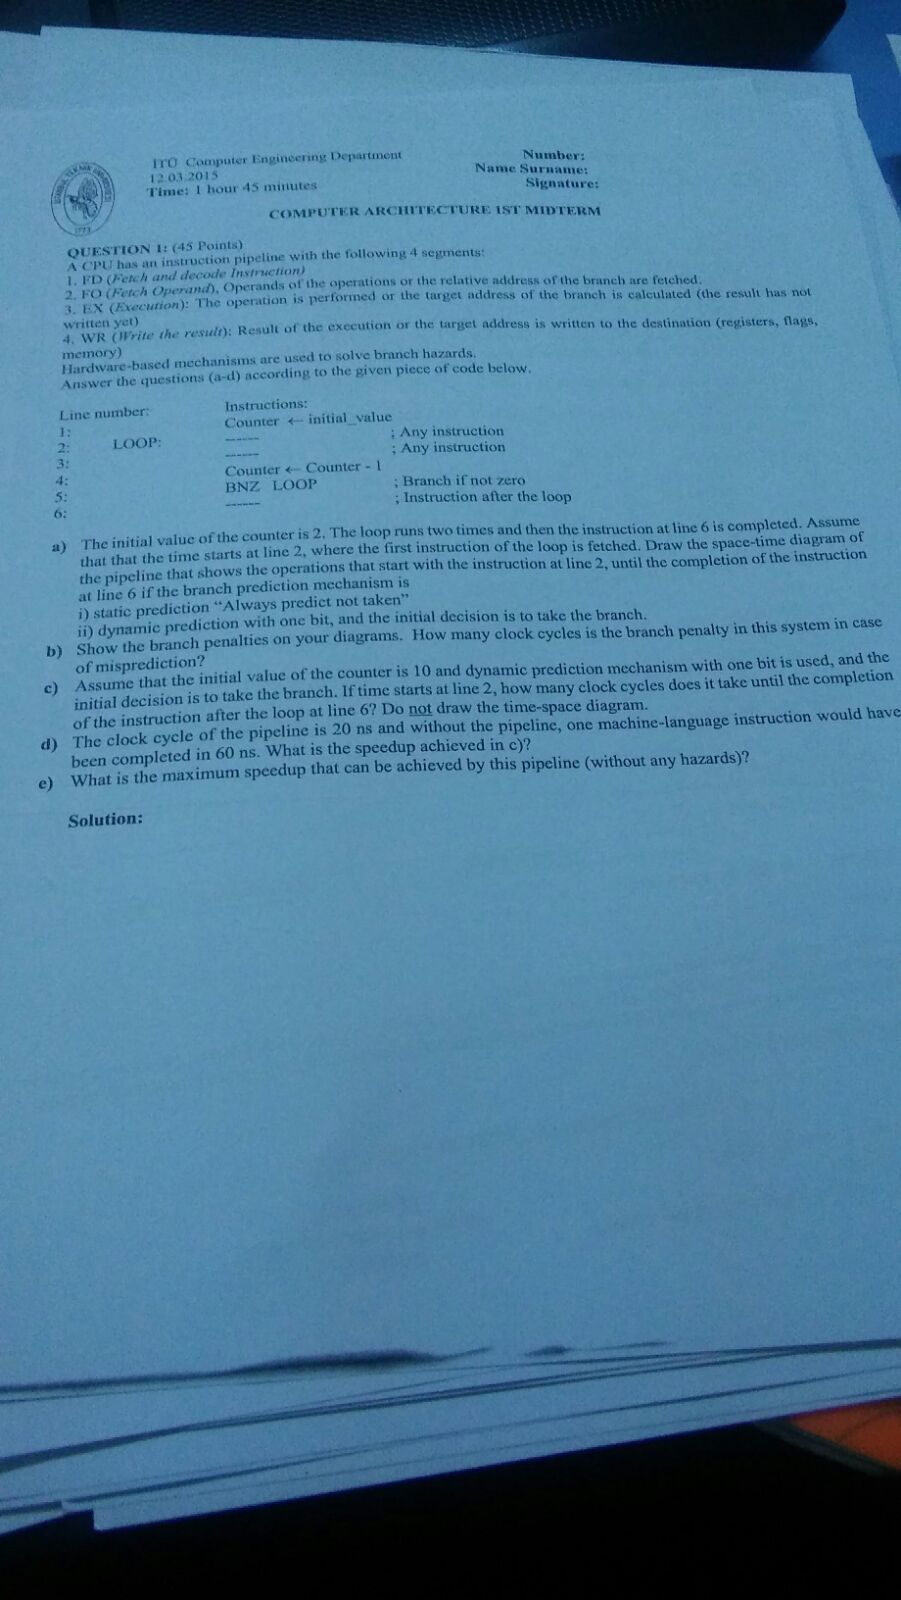 ITÜ Computer Engineering Department
12.03.2015
Time: 1 hour 45 minutes
Number:
Name Surname:
Signature:
1773
COMPUTER ARCHITECTURE 1ST MIDTERM
QUESTION 1: (45 Points)
A CPU has an instruction pipeline with the following 4 segments:
1. FD (Fetch and decode Instruction)
2. FO (Fetch Operand), Operands of the operations or the relative address of the branch are fetched.
3. EX (Execution): The operation is performed or the target address of the branch is calculated (the result has not
written yet)
4. WR (Write the result): Result of the execution or the target address is written to the destination (registers, flags,
memory)
Hardware-based mechanisms are used to solve branch hazards.
Answer the questions (a-d) according to the given piece of code below.
Line number: Instructions:
1: Counter ← initial_value
2: LOOP: ------ ; Any instruction
3: ------ ; Any instruction
4: Counter ← Counter - 1
5: BNZ LOOP ; Branch if not zero
6: ------ ; Instruction after the loop
a) The initial value of the counter is 2. The loop runs two times and then the instruction at line 6 is completed. Assume
that that the time starts at line 2, where the first instruction of the loop is fetched. Draw the space-time diagram of
the pipeline that shows the operations that start with the instruction at line 2, until the completion of the instruction
at line 6 if the branch prediction mechanism is
i) static prediction “Always predict not taken”
ii) dynamic prediction with one bit, and the initial decision is to take the branch.
b) Show the branch penalties on your diagrams. How many clock cycles is the branch penalty in this system in case
of misprediction?
c) Assume that the initial value of the counter is 10 and dynamic prediction mechanism with one bit is used, and the
initial decision is to take the branch. If time starts at line 2, how many clock cycles does it take until the completion
of the instruction after the loop at line 6? Do not draw the time-space diagram.
d) The clock cycle of the pipeline is 20 ns and without the pipeline, one machine-language instruction would have
been completed in 60 ns. What is the speedup achieved in c)?
e) What is the maximum speedup that can be achieved by this pipeline (without any hazards)?
Solution: